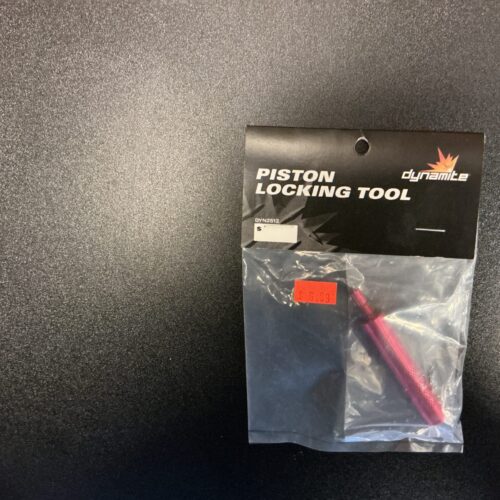 dynamite
PISTON
LOCKING TOOL
DYN2512
$